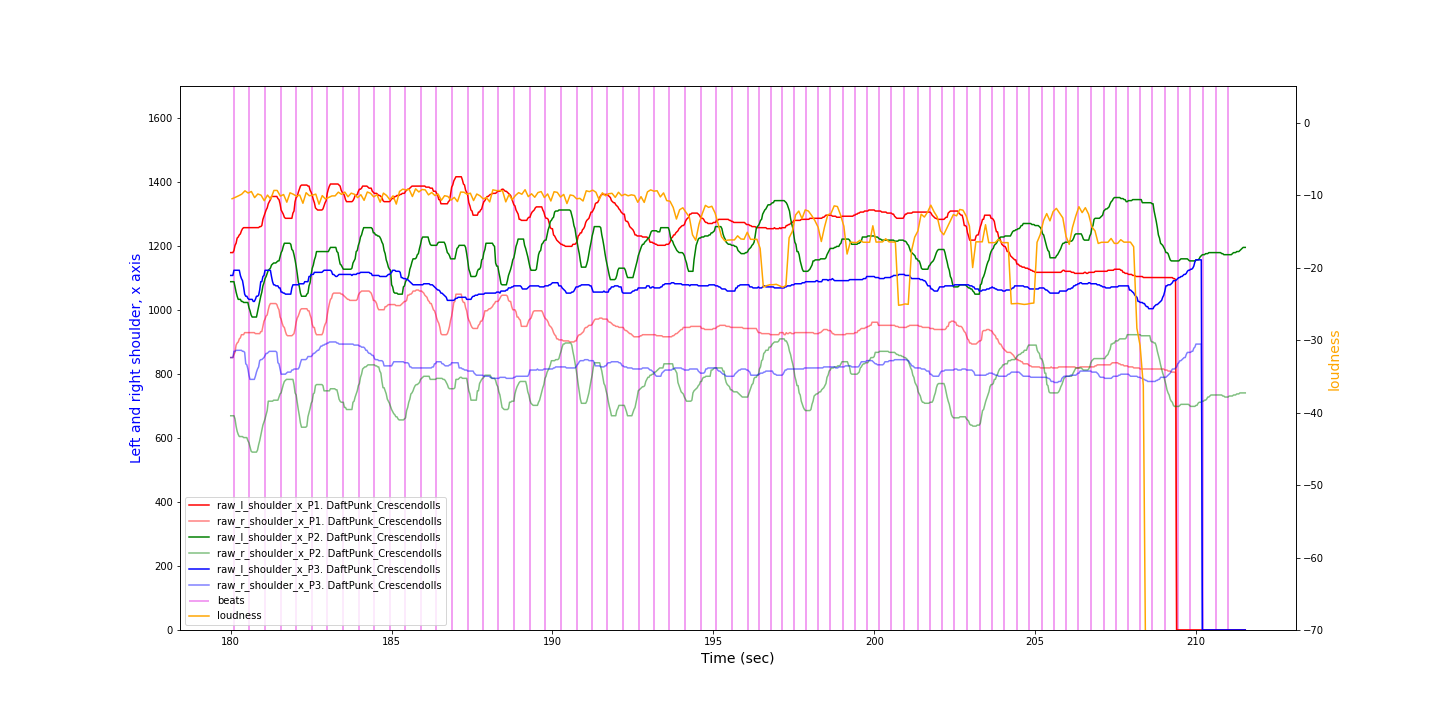 1600
1400
1200
1000
800
600
400
200
0
Left and right shoulder, x axis
raw_l_shoulder_x_P1. DaftPunk_Crescendolls
raw_r_shoulder_x_P1. DaftPunk_Crescendolls
raw_l_shoulder_x_P2. DaftPunk_Crescendolls
raw_r_shoulder_x_P2. DaftPunk_Crescendolls
raw_l_shoulder_x_P3. DaftPunk_Crescendolls
raw_r_shoulder_x_P3. DaftPunk_Crescendolls
beats
loudness
180 185 190 195 200 205 210
Time (sec)
0
−10
−20
−30
−40
−50
−60
−70
loudness